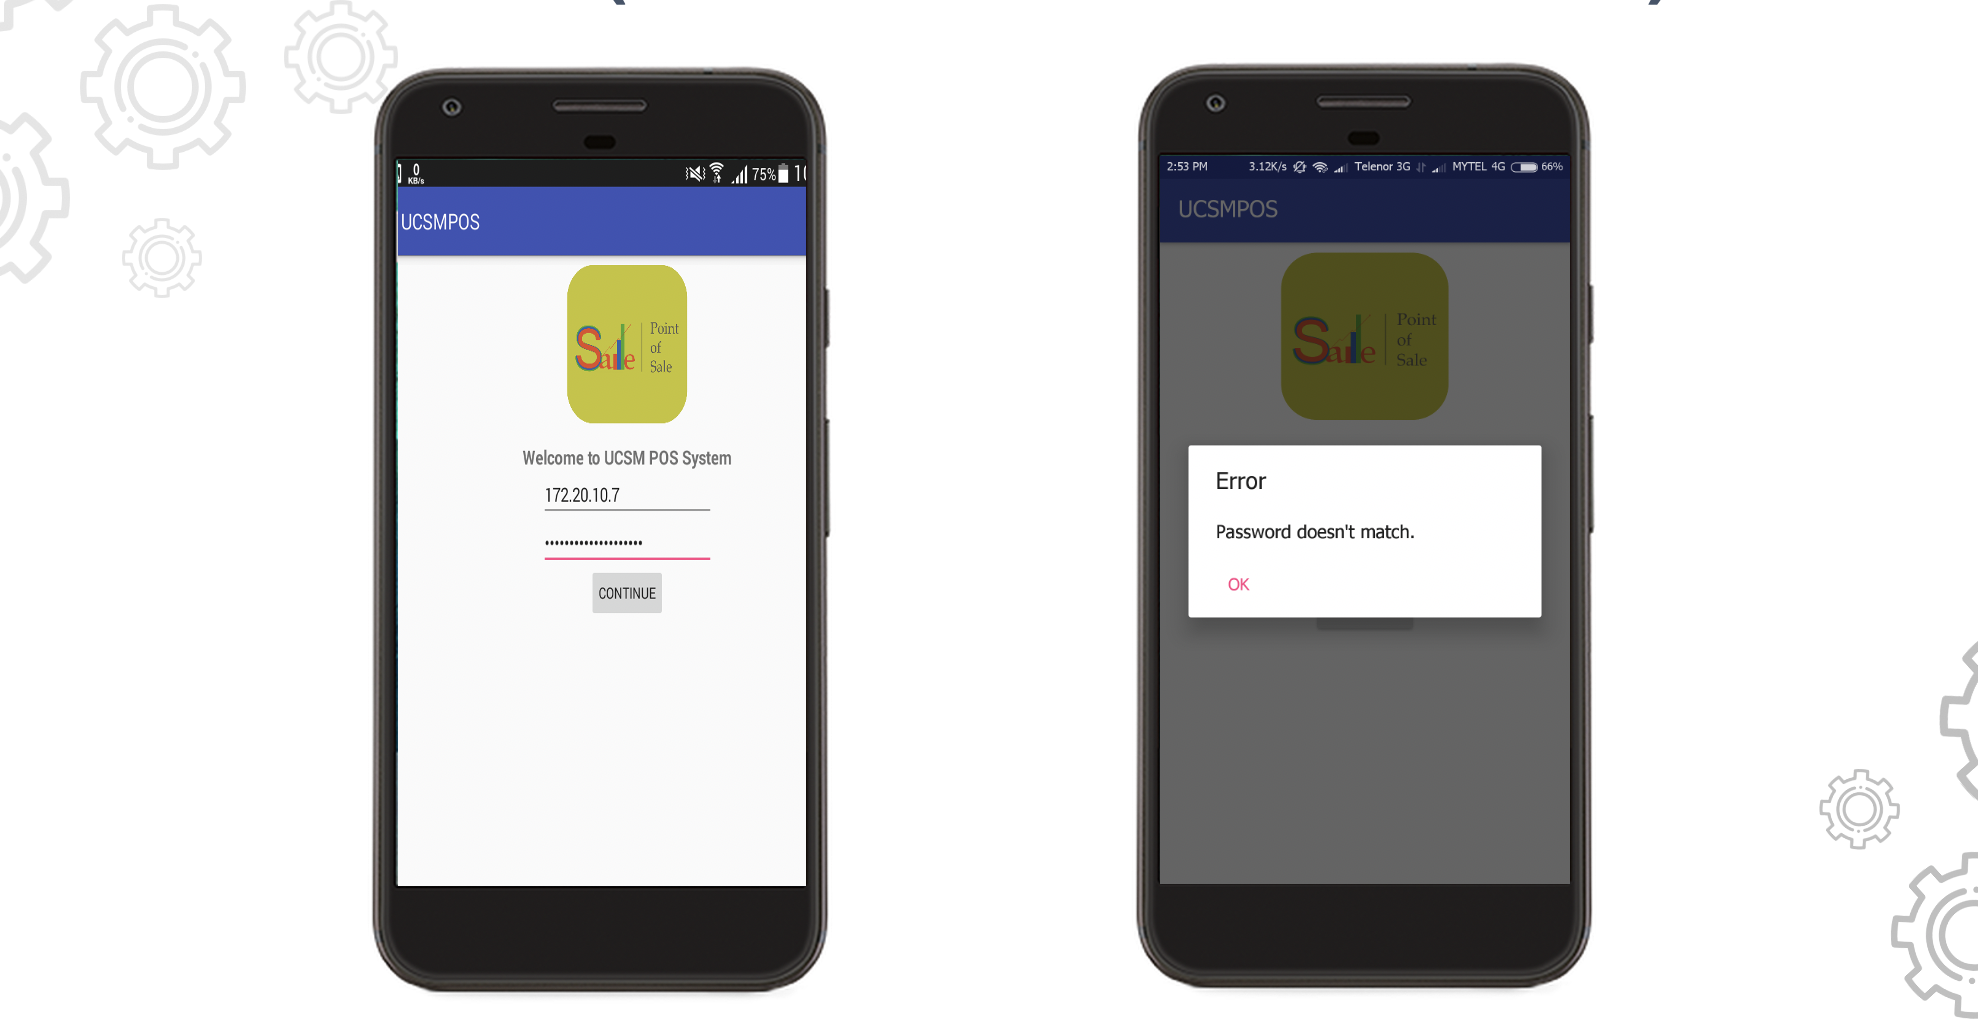 0
KB/s
75%
UCSMPOS
Sale
Point
of
Sale
Welcome to UCSM POS System
172.20.10.7
CONTINUE
2:53 PM 3.12K/s Telenor 3G MYTEL 4G 66%
UCSMPOS
Sale
Point
of
Sale
Error
Password doesn't match.
OK